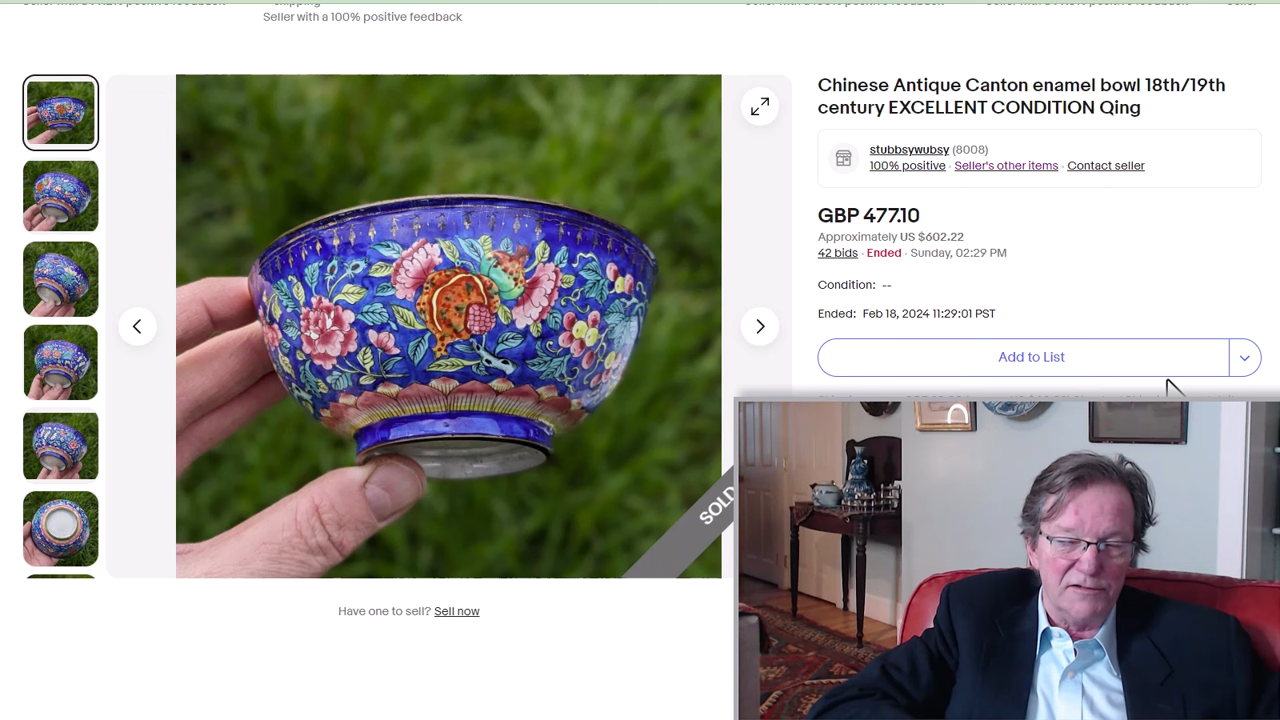 Seller with a 100% positive feedback
Chinese Antique Canton enamel bowl 18th/19th
century EXCELLENT CONDITION Qing
stubbsywubsy (8008)
100% positive · Seller's other items · Contact seller
GBP 477.10
Approximately US $602.22
42 bids · Ended · Sunday, 02:29 PM
Condition: --
Ended: Feb 18, 2024 11:29:01 PST
Add to List
SOLD
Have one to sell? Sell now